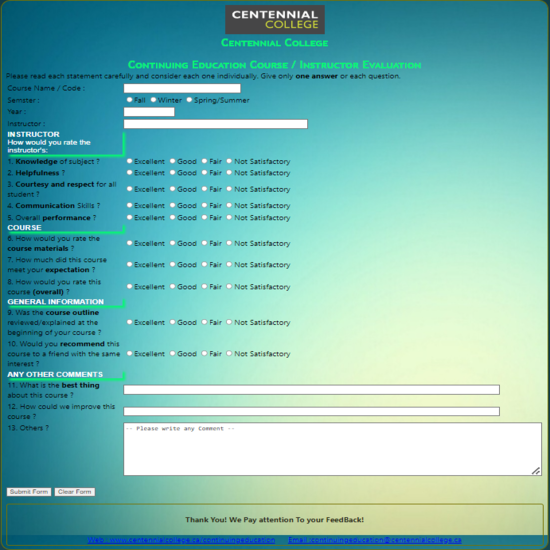 CENTENNIAL
COLLEGE
Centennial College
Continuing Education Course / Instructor Evaluation
Please read each statement carefully and consider each one individually. Give only one answer or each question.
Course Name / Code :
Semster : Fall Winter Spring/Summer
Year :
Instructor :
INSTRUCTOR
How would you rate the
instructor's:
1. Knowledge of subject ? Excellent Good Fair Not Satisfactory
2. Helpfulness ? Excellent Good Fair Not Satisfactory
3. Courtesy and respect for all
student ? Excellent Good Fair Not Satisfactory
4. Communication Skills ? Excellent Good Fair Not Satisfactory
5. Overall performance ? Excellent Good Fair Not Satisfactory
COURSE
6. How would you rate the
course materials ? Excellent Good Fair Not Satisfactory
7. How much did this course
meet your expectation ? Excellent Good Fair Not Satisfactory
8. How would you rate this
course (overall) ? Excellent Good Fair Not Satisfactory
GENERAL INFORMATION
9. Was the course outline
reviewed/explained at the
beginning of your course ? Excellent Good Fair Not Satisfactory
10. Would you recommend this
course to a friend with the same
interest ? Excellent Good Fair Not Satisfactory
ANY OTHER COMMENTS
11. What is the best thing
about this course ?
12. How could we improve this
course ?
13. Others ? -- Please write any Comment --
Submit Form Clear Form
Thank You! We Pay attention To your FeedBack!
Web : www.centennialcollege.ca/continuingeducation Email :continuingeducation@centennialcollege.ca